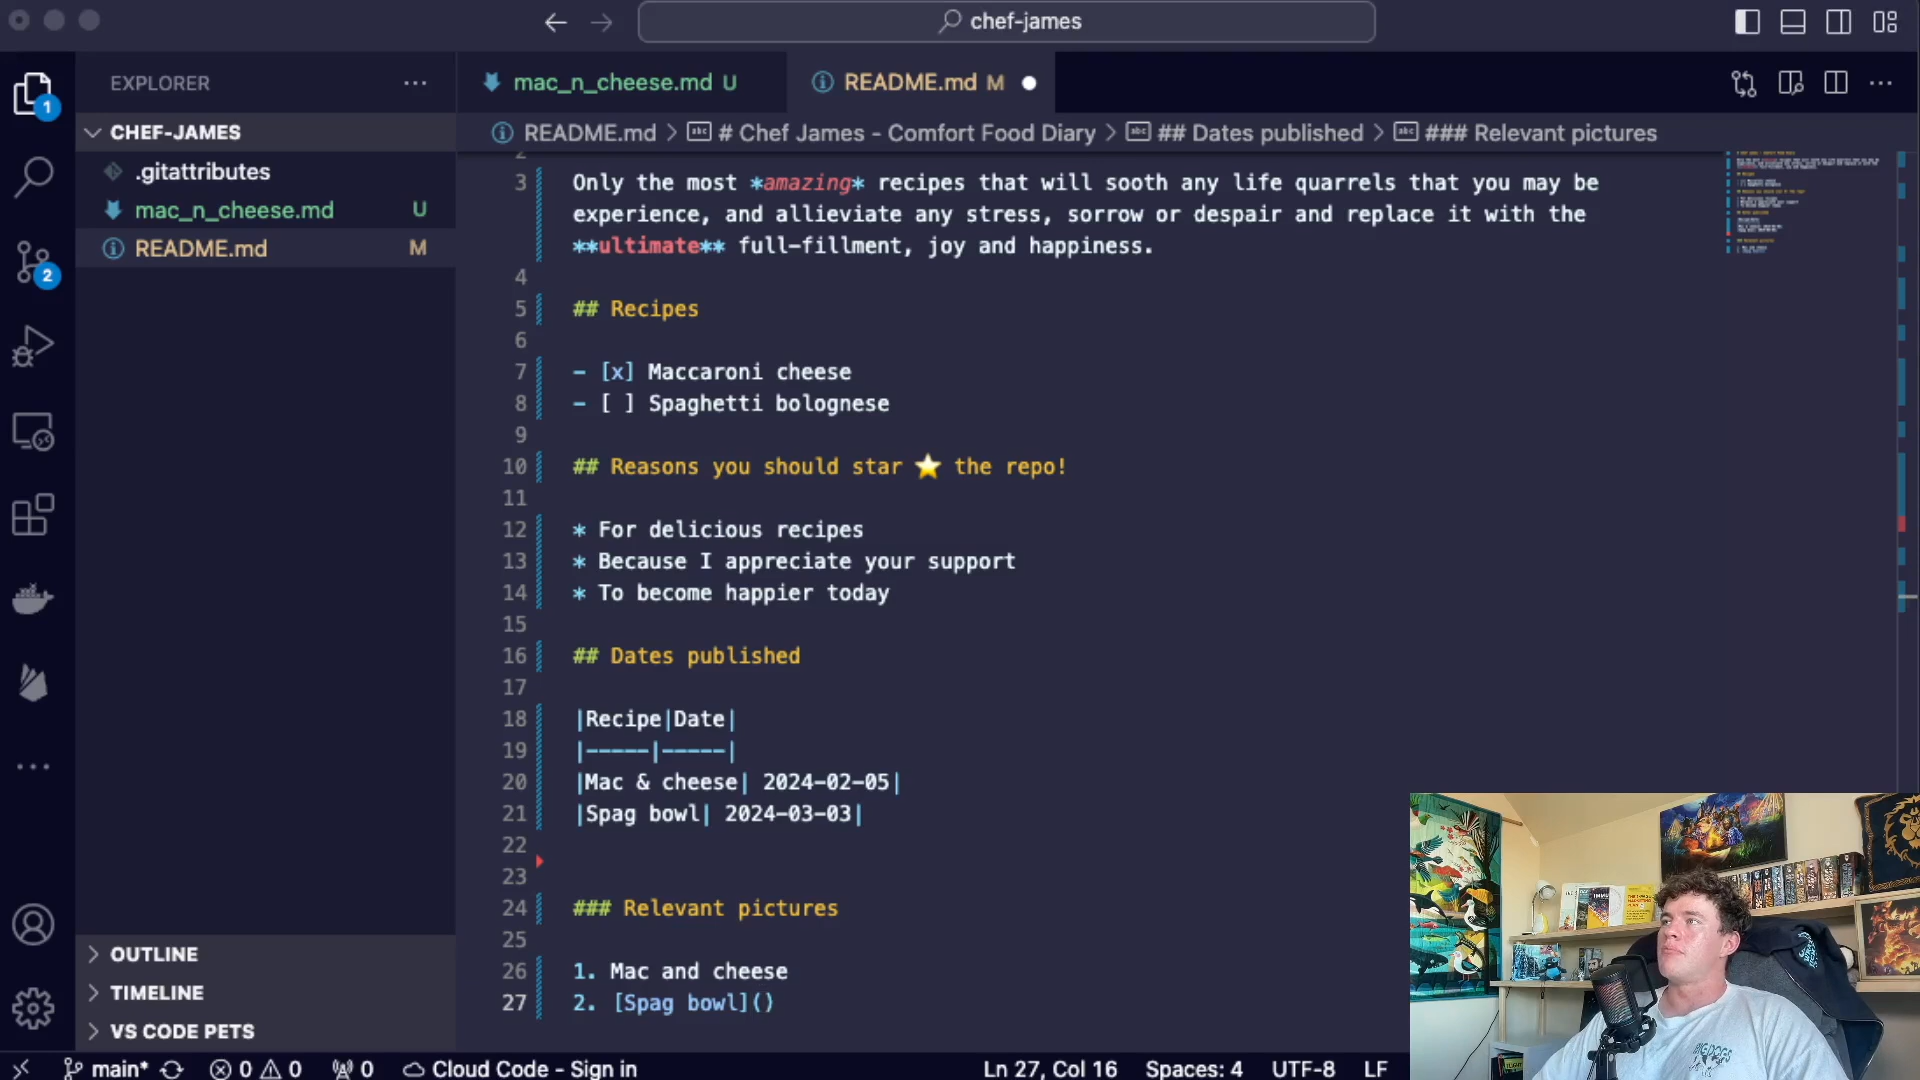 chef-james
EXPLORER
mac_n_cheese.md U
README.md M
CHEF-JAMES
README.md > # Chef James - Comfort Food Diary > ## Dates published > ### Relevant pictures
.gitattributes
mac_n_cheese.md U
README.md M
1
2
2
3 Only the most *amazing* recipes that will sooth any life quarrels that you may be
experience, and allieviate any stress, sorrow or despair and replace it with the
**ultimate** full-fillment, joy and happiness.
4
5 ## Recipes
6
7 - [x] Maccaroni cheese
8 - [ ] Spaghetti bolognese
9
10 ## Reasons you should star ⭐ the repo!
11
12 * For delicious recipes
13 * Because I appreciate your support
14 * To become happier today
15
16 ## Dates published
17
18 |Recipe|Date|
19 |-----|-----|
20 |Mac & cheese| 2024-02-05|
21 |Spag bowl| 2024-03-03|
22
23
24 ### Relevant pictures
25
26 1. Mac and cheese
27 2. [Spag bowl]()
OUTLINE
TIMELINE
VS CODE PETS
main* 0 0 0 Cloud Code - Sign in
Ln 27, Col 16 Spaces: 4 UTF-8 LF